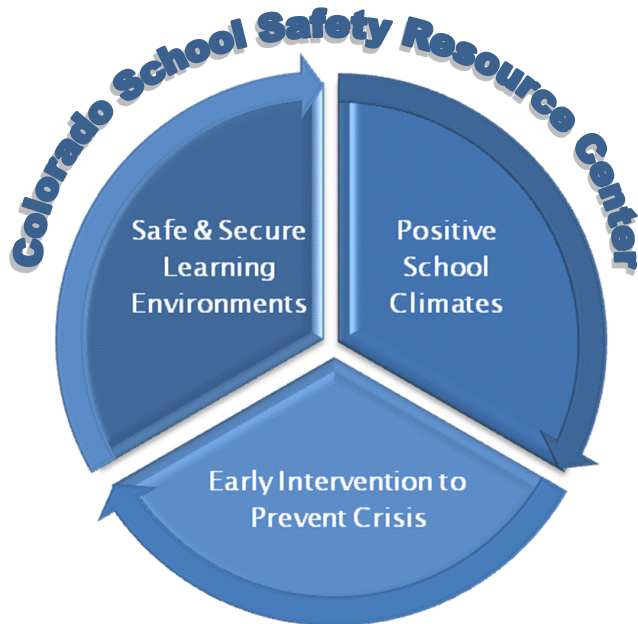 Colorado School Safety Resource Center
Safe & Secure
Learning
Environments
Positive
School
Climates
Early Intervention to
Prevent Crisis